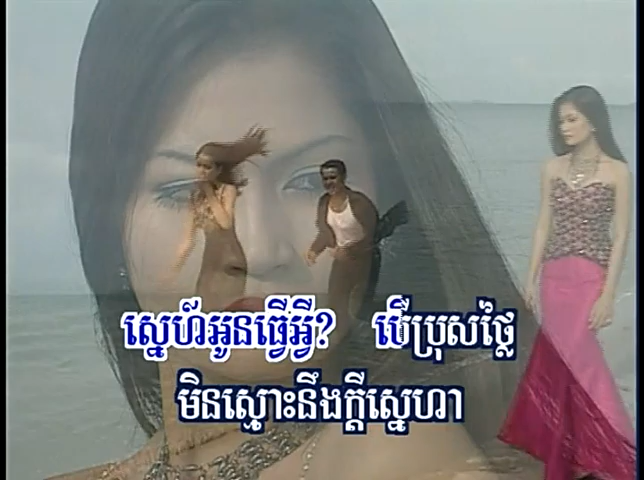 ស្នេហ៍អូនធ្វើអ្វី? បើប្រុសថ្លៃ
មិនស្មោះនឹងក្ដីស្នេហា